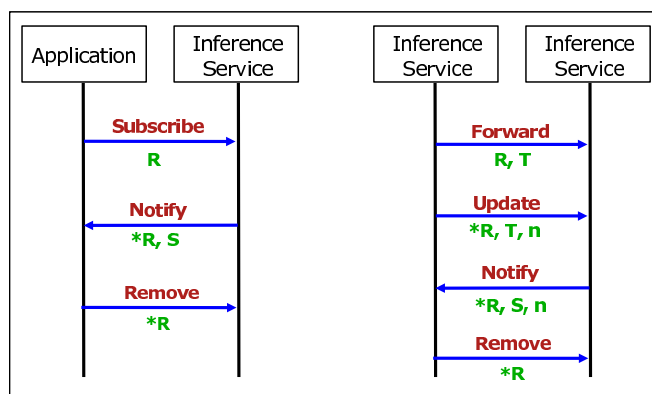 Application
Inference
Service
Subscribe
R
Notify
*R, S
Remove
*R
Inference
Service
Inference
Service
Forward
R, T
Update
*R, T, n
Notify
*R, S, n
Remove
*R